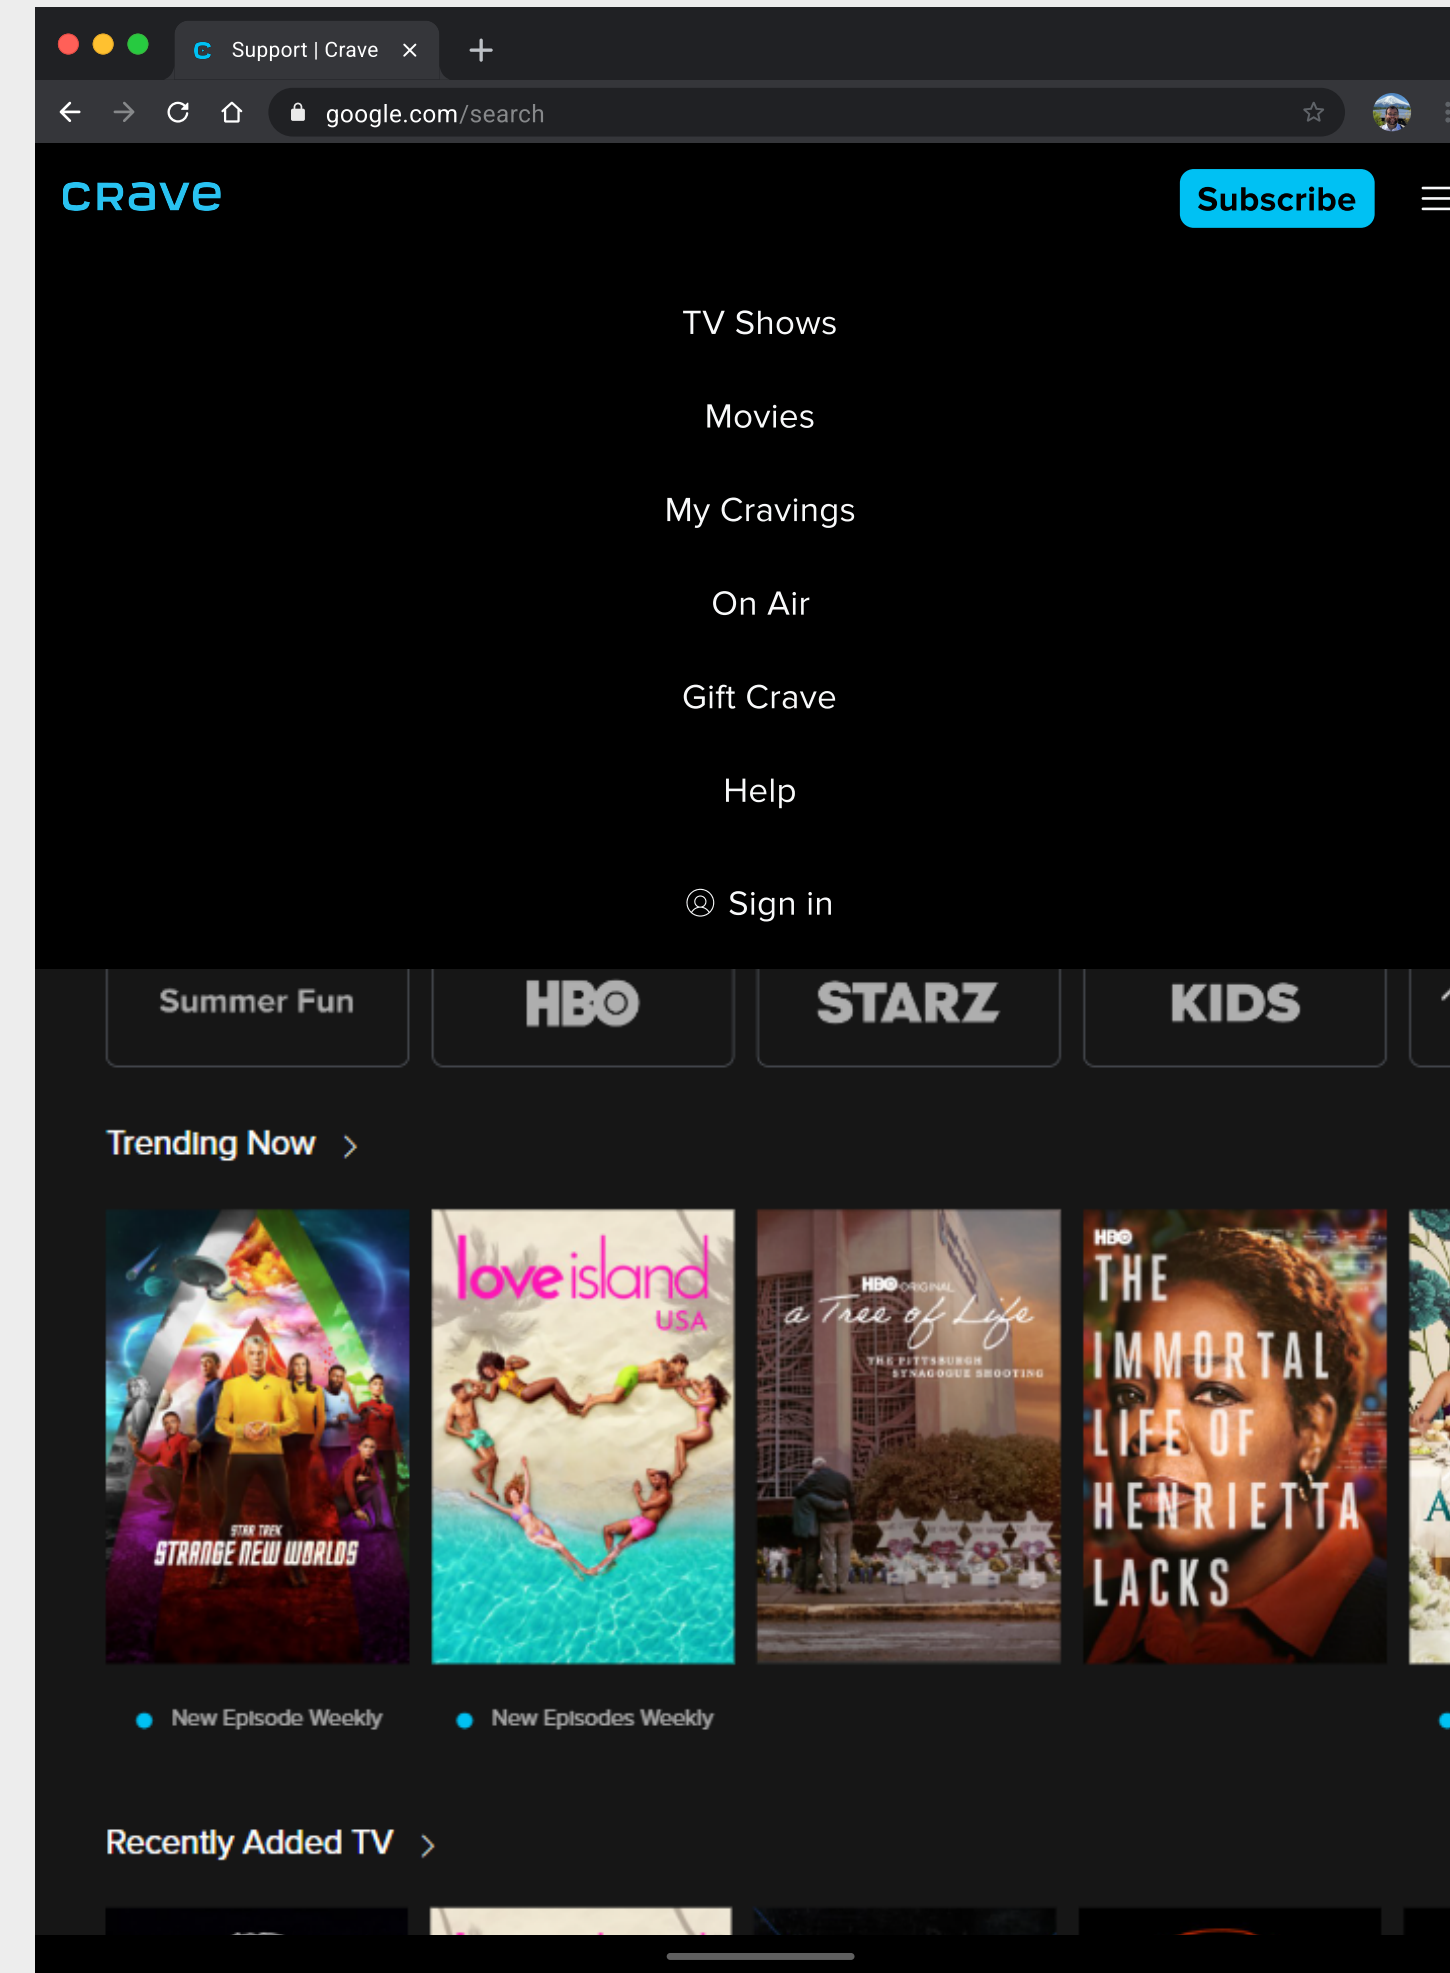 Support | Crave
google.com/search
CRAVE
Subscribe
TV Shows
Movies
My Cravings
On Air
Gift Crave
Help
Sign in
Summer Fun
HBO
STARZ
KIDS
Trending Now
STAR TREK
STRANGE NEW WORLDS
love island
USA
HBO ORIGINAL
a Tree of Life
THE PITTSBURGH
SYNAGOGUE SHOOTING
HBO
THE
IMMORTAL
LIFE OF
HENRIETTA
LACKS
A
New Episode Weekly
New Episodes Weekly
Recently Added TV